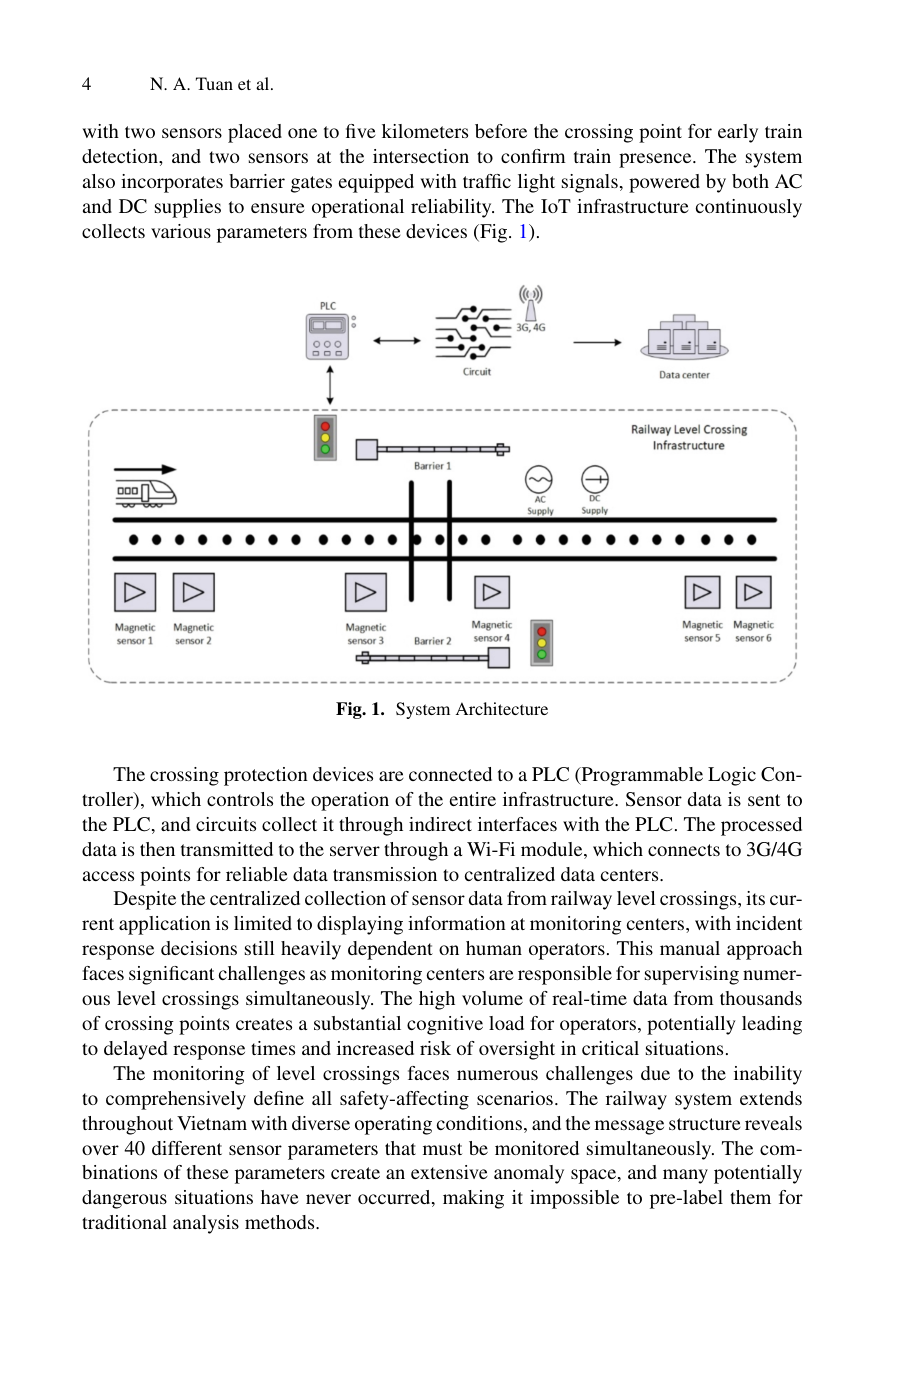 4 N. A. Tuan et al.
with two sensors placed one to five kilometers before the crossing point for early train
detection, and two sensors at the intersection to confirm train presence. The system
also incorporates barrier gates equipped with traffic light signals, powered by both AC
and DC supplies to ensure operational reliability. The IoT infrastructure continuously
collects various parameters from these devices (Fig. 1).
PLC
3G, 4G
Circuit
Data center
Railway Level Crossing
Infrastructure
Barrier 1
AC
Supply
DC
Supply
Magnetic
sensor 1
Magnetic
sensor 2
Magnetic
sensor 3
Barrier 2
Magnetic
sensor 4
Magnetic
sensor 5
Magnetic
sensor 6
Fig. 1. System Architecture
The crossing protection devices are connected to a PLC (Programmable Logic Con-
troller), which controls the operation of the entire infrastructure. Sensor data is sent to
the PLC, and circuits collect it through indirect interfaces with the PLC. The processed
data is then transmitted to the server through a Wi-Fi module, which connects to 3G/4G
access points for reliable data transmission to centralized data centers.
Despite the centralized collection of sensor data from railway level crossings, its cur-
rent application is limited to displaying information at monitoring centers, with incident
response decisions still heavily dependent on human operators. This manual approach
faces significant challenges as monitoring centers are responsible for supervising numer-
ous level crossings simultaneously. The high volume of real-time data from thousands
of crossing points creates a substantial cognitive load for operators, potentially leading
to delayed response times and increased risk of oversight in critical situations.
The monitoring of level crossings faces numerous challenges due to the inability
to comprehensively define all safety-affecting scenarios. The railway system extends
throughout Vietnam with diverse operating conditions, and the message structure reveals
over 40 different sensor parameters that must be monitored simultaneously. The com-
binations of these parameters create an extensive anomaly space, and many potentially
dangerous situations have never occurred, making it impossible to pre-label them for
traditional analysis methods.